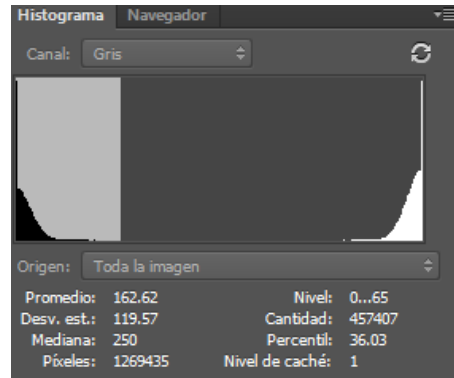 Histograma Navegador
Canal: Gris
Origen: Toda la imagen
Promedio: 162.62 Nivel: 0...65
Desv. est.: 119.57 Cantidad: 457407
Mediana: 250 Percentil: 36.03
Píxeles: 1269435 Nivel de caché: 1